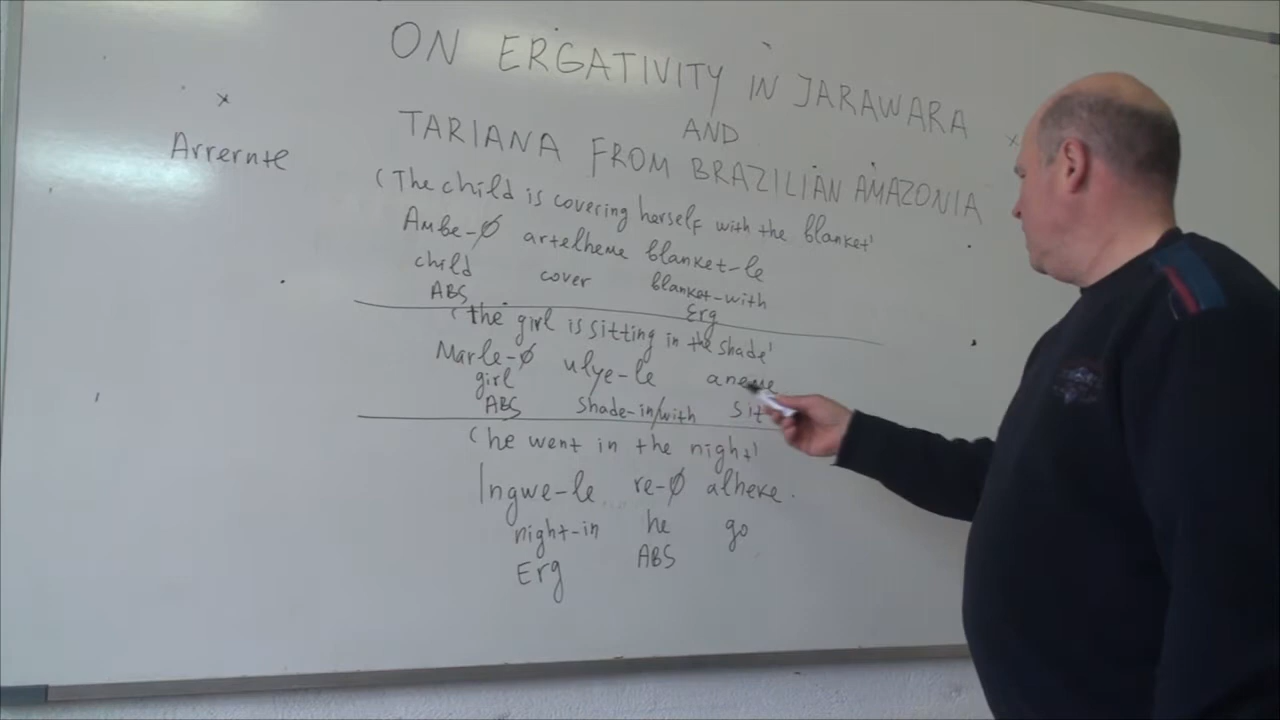 ON ERGATIVITY IN JARAWARA
AND
TARIANA FROM BRAZILIAN AMAZONIA
Arrernte
x
x
(The child is covering herself with the blanket'
Ambe-Ø artelheme blanket-le
child cover blanket-with
ABS Erg
(the girl is sitting in the shade'
Marle-Ø ulye-le aneme
girl shade-in/with sit
ABS
(he went in the night'
Ingwe-le re-Ø alheke.
night-in he go
Erg ABS